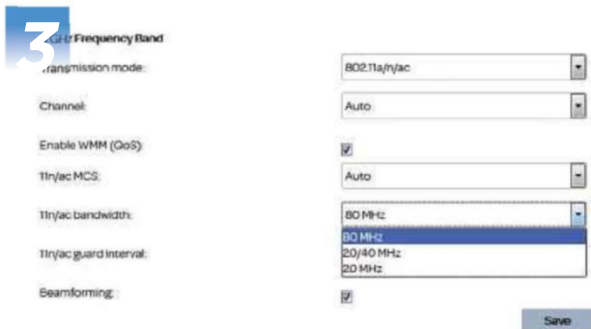 3
GHz Frequency Band
Transmission mode: 802.11a/n/ac
Channel: Auto
Enable WMM (QoS):
11n/ac MCS: Auto
11n/ac bandwidth: 80 MHz
80 MHz
11n/ac guard interval: 20/40 MHz
20 MHz
Beamforming:
Save